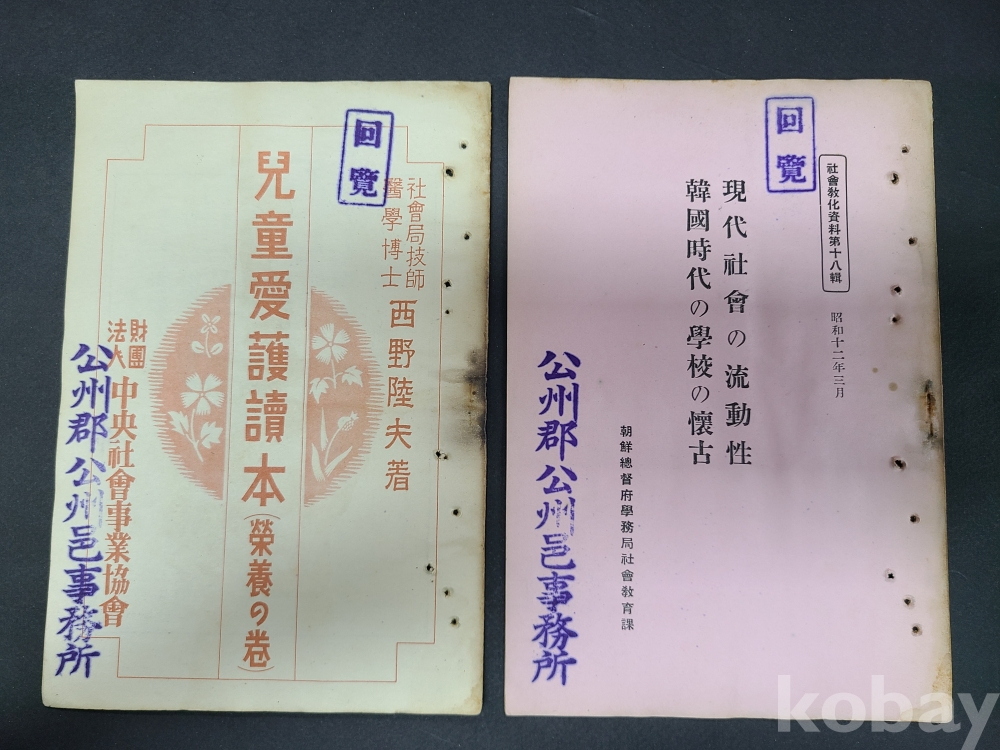 回覽
社會局技師
醫學博士 西野陸夫著
兒童愛護讀本(榮養の卷)
財團
法人 中央社會事業協會
公州郡公州邑事務所
回覽
社會敎化資料第十八輯
昭和十二年三月
現代社會の流動性
韓國時代の學校の懷古
朝鮮總督府學務局社會敎育課
公州郡公州邑事務所
kobay